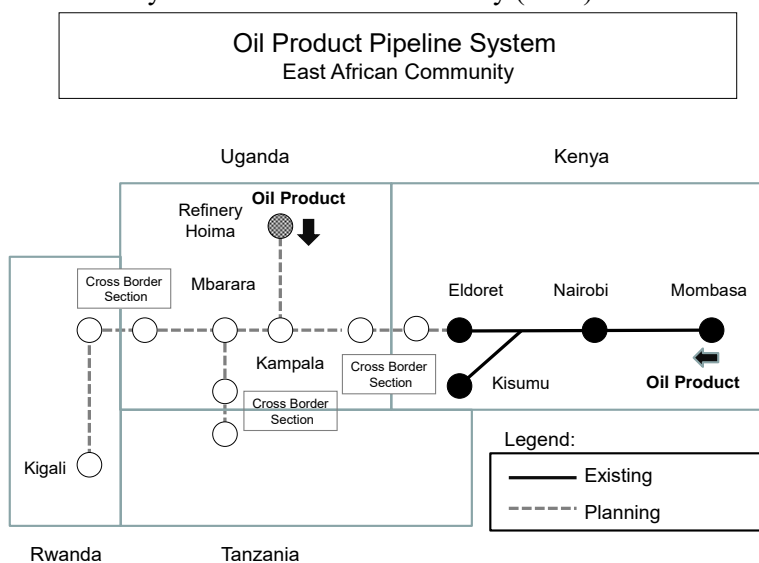 Oil Product Pipeline System
East African Community
Uganda
Kenya
Refinery
Hoima
Oil Product
Cross Border
Section
Mbarara
Eldoret
Nairobi
Mombasa
Kampala
Cross Border
Section
Kisumu
Oil Product
Cross Border
Section
Kigali
Legend:
Existing
Planning
Rwanda
Tanzania